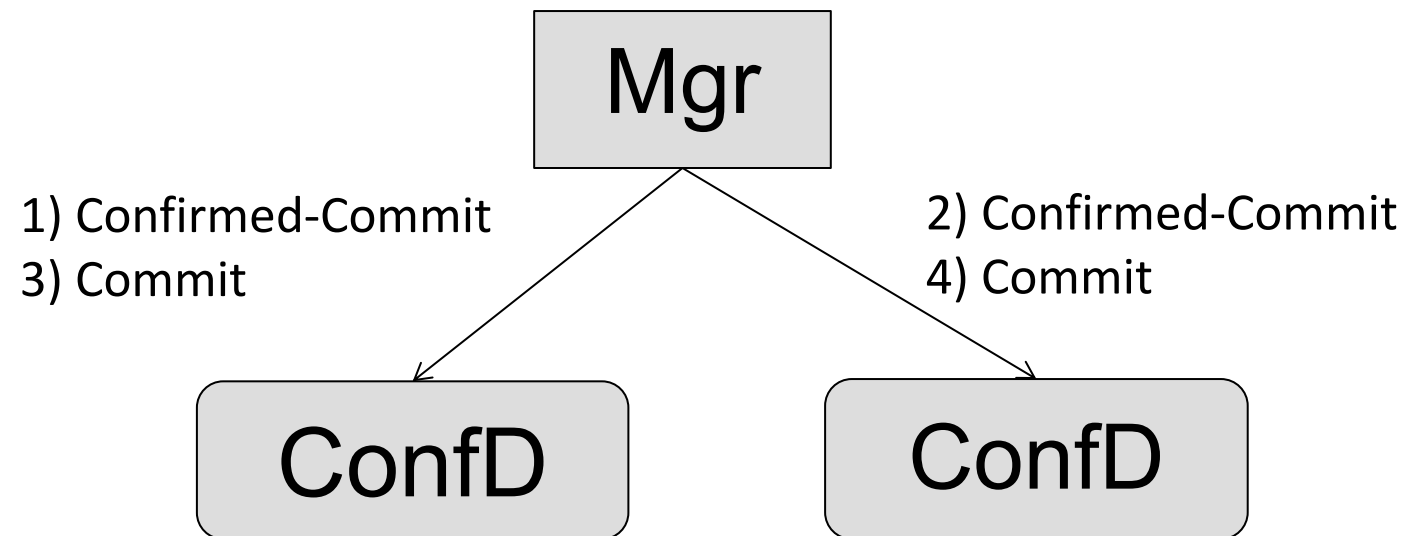 Mgr
1) Confirmed-Commit
3) Commit
2) Confirmed-Commit
4) Commit
ConfD
ConfD